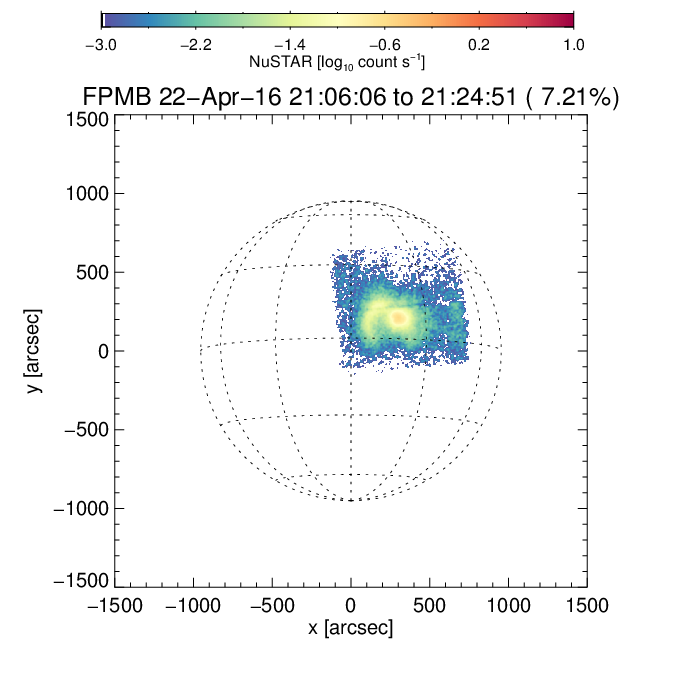 −3.0 −2.2 −1.4 −0.6 0.2 1.0
NuSTAR [log₁₀ count s⁻¹]
FPMB 22−Apr−16 21:06:06 to 21:24:51 ( 7.21%)
1500
1000
500
0
−500
−1000
−1500
y [arcsec]
−1500 −1000 −500 0 500 1000 1500
x [arcsec]